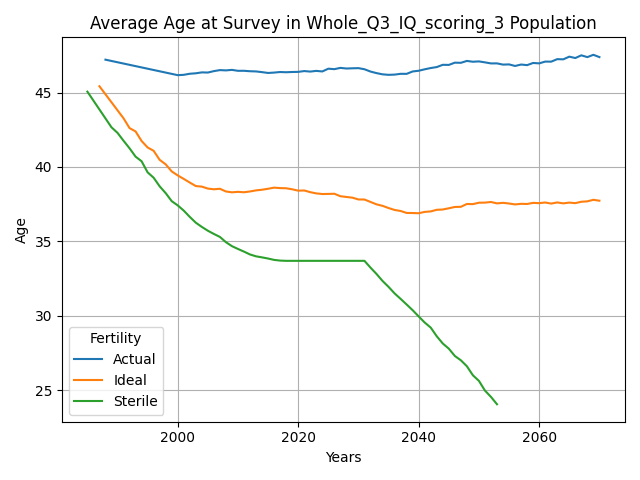 Average Age at Survey in Whole_Q3_IQ_scoring_3 Population
45
40
35
30
25
Age
Fertility
Actual
Ideal
Sterile
2000 2020 2040 2060
Years